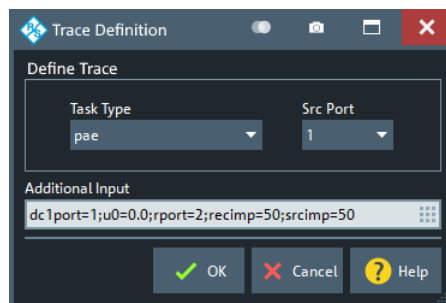 R&S Trace Definition
Define Trace
Task Type Src Port
pae 1
Additional Input
dc1port=1;u0=0.0;rport=2;recimp=50;srcimp=50
OK Cancel ? Help